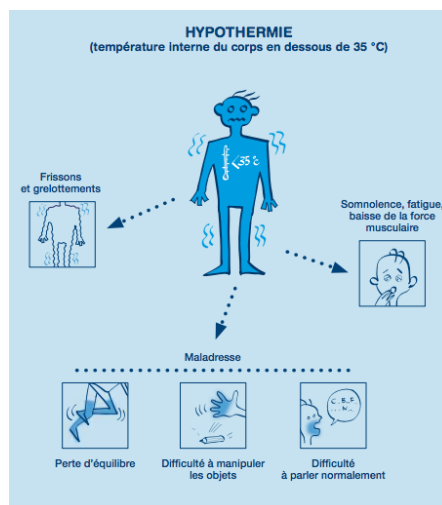 HYPOTHERMIE
(température interne du corps en dessous de 35 °C)
<35°C
Frissons
et grelottements
Somnolence, fatigue,
baisse de la force
musculaire
Maladresse
Perte d'équilibre
Difficulté à manipuler
les objets
Difficulté
à parler normalement